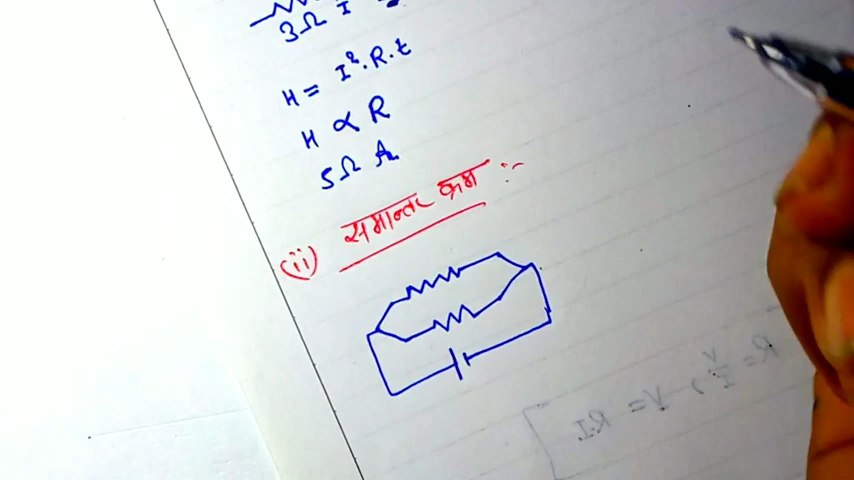 3Ω I
H = I².R.t
H ∝ R
5Ω में
(ii) समान्तर क्रम :-
R = V/I, V = RI